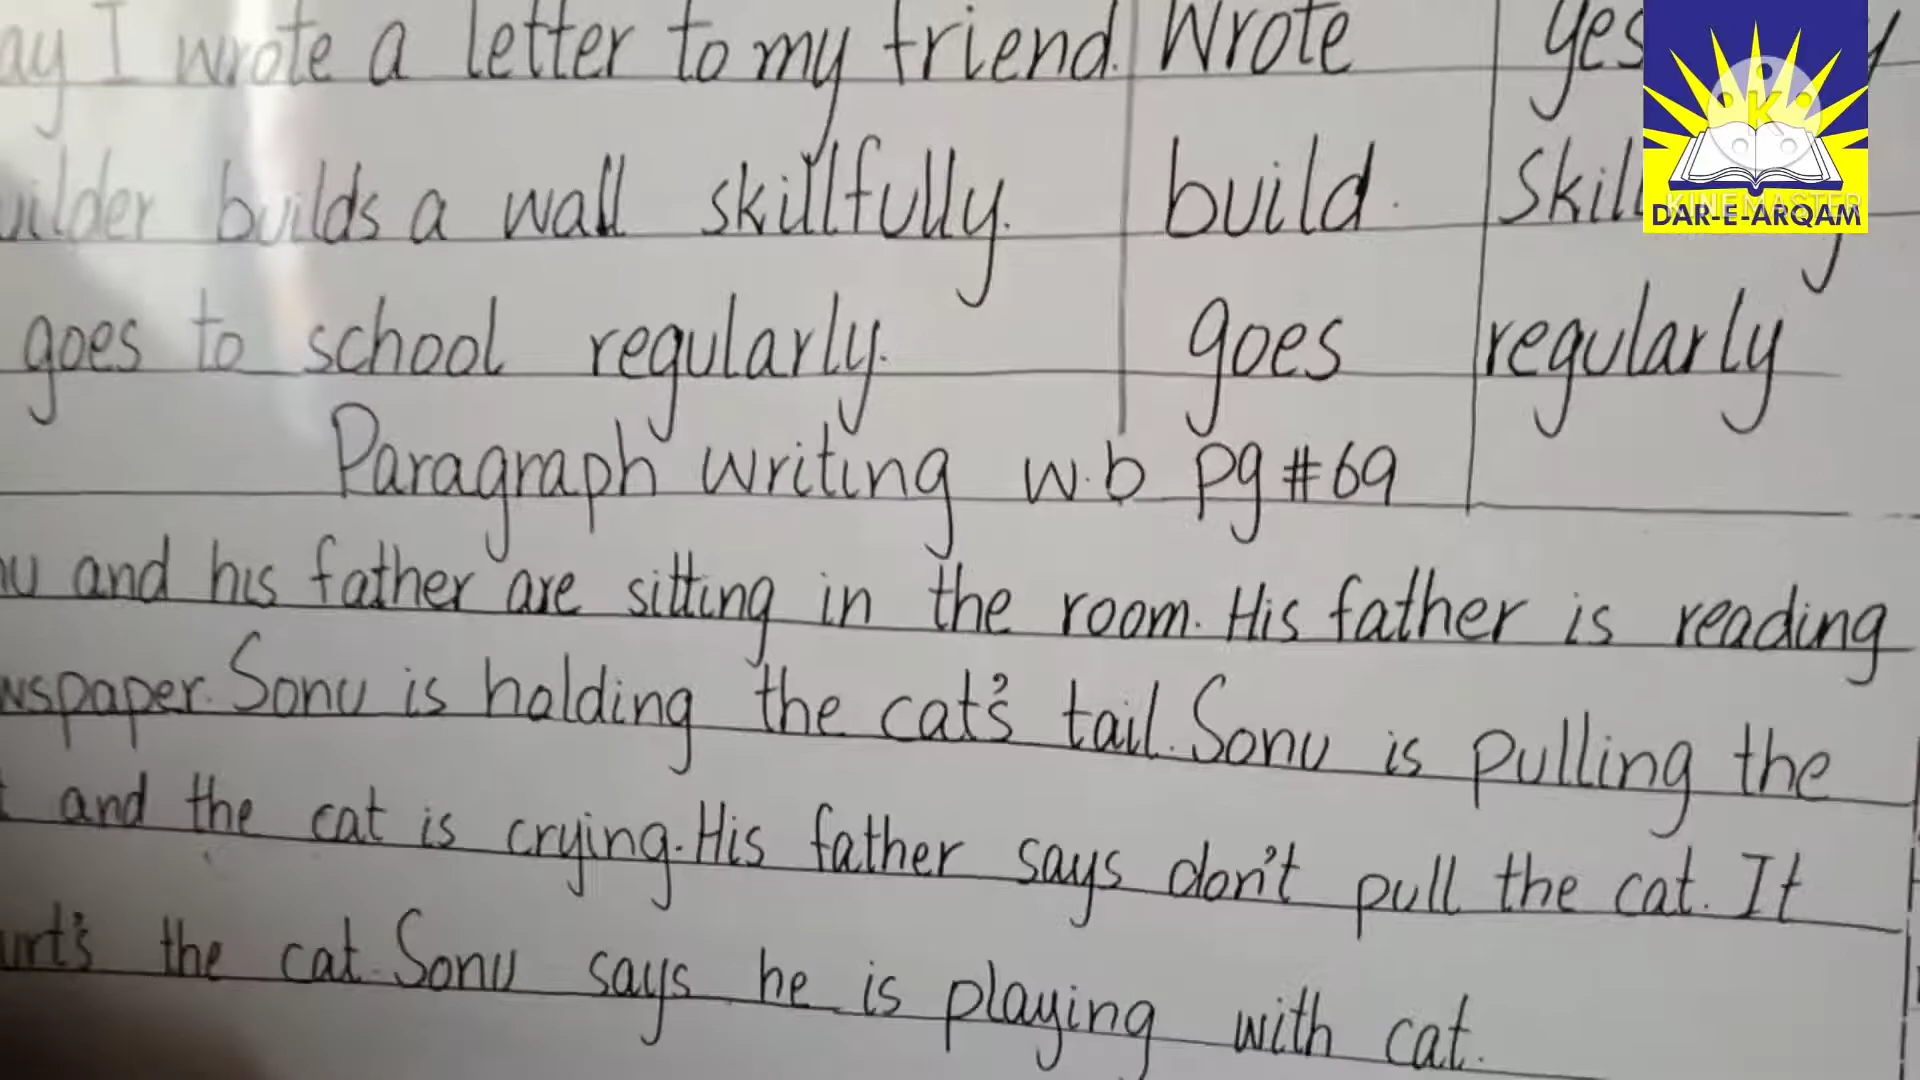 ay I wrote a letter to my friend. Wrote yes y
uilder builds a wall skillfully. build. Skill y
goes to school regularly. goes regularly
Paragraph writing w.b pg #69
nu and his father are sitting in the room. His father is reading
wspaper. Sonu is holding the cat's tail. Sonu is pulling the
t and the cat is crying. His father says don't pull the cat. It
urt's the cat. Sonu says he is playing with cat.
K
KINEMASTER
DAR-E-ARQAM